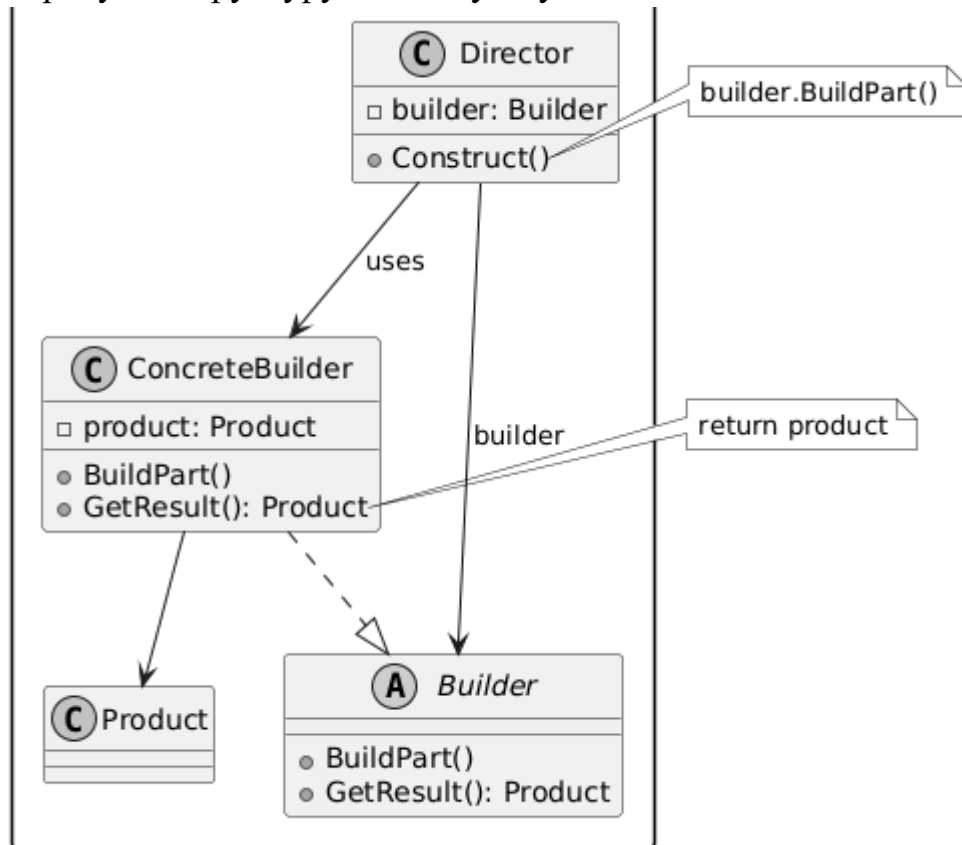 C Director
builder: Builder
Construct()
builder.BuildPart()
uses
C ConcreteBuilder
product: Product
BuildPart()
GetResult(): Product
return product
builder
C Product
A Builder
BuildPart()
GetResult(): Product